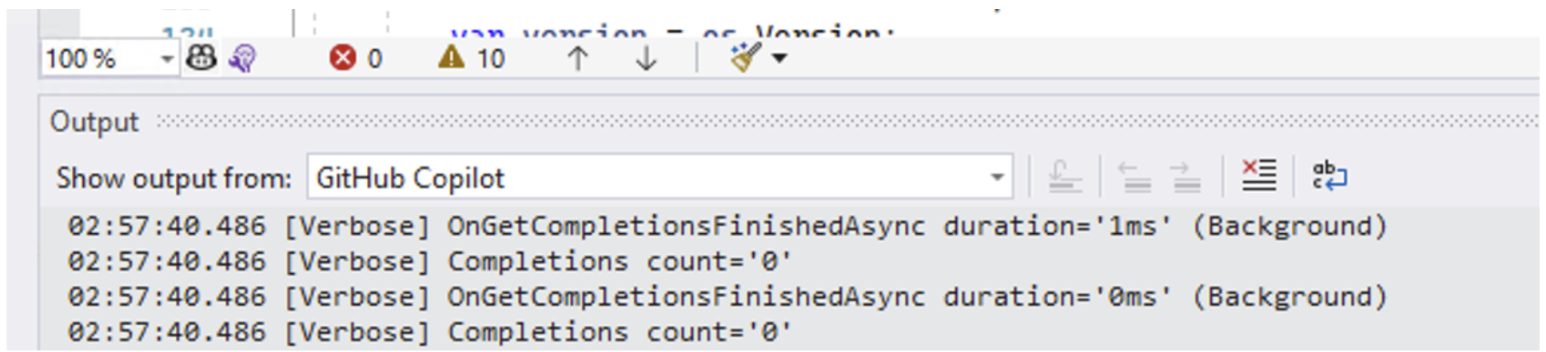 var version = os.Version;
100 %
0
10
Output
Show output from: GitHub Copilot
02:57:40.486 [Verbose] OnGetCompletionsFinishedAsync duration='1ms' (Background)
02:57:40.486 [Verbose] Completions count='0'
02:57:40.486 [Verbose] OnGetCompletionsFinishedAsync duration='0ms' (Background)
02:57:40.486 [Verbose] Completions count='0'